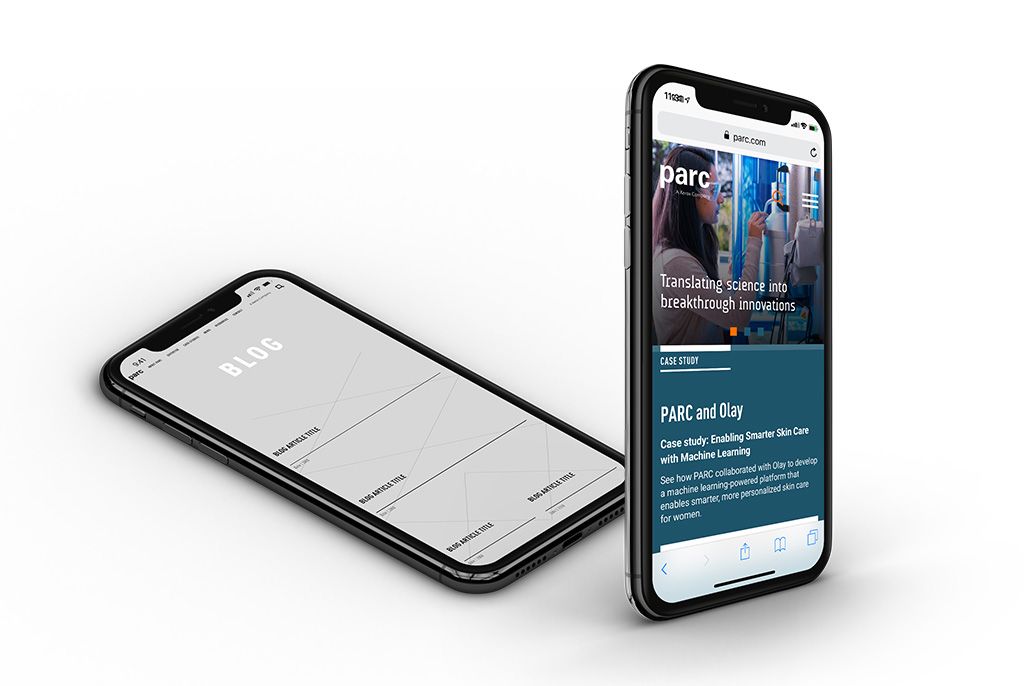 parc.com
parc
A Xerox Company
Translating science into
breakthrough innovations
CASE STUDY
PARC and Olay
Case study: Enabling Smarter Skin Care
with Machine Learning
See how PARC collaborated with Olay to develop
a machine learning-powered platform that
enables smarter, more personalized skin care
for women.
9:41
parc
BLOG
BLOG ARTICLE TITLE
BLOG ARTICLE TITLE
BLOG ARTICLE TITLE
BLOG ARTICLE TITLE